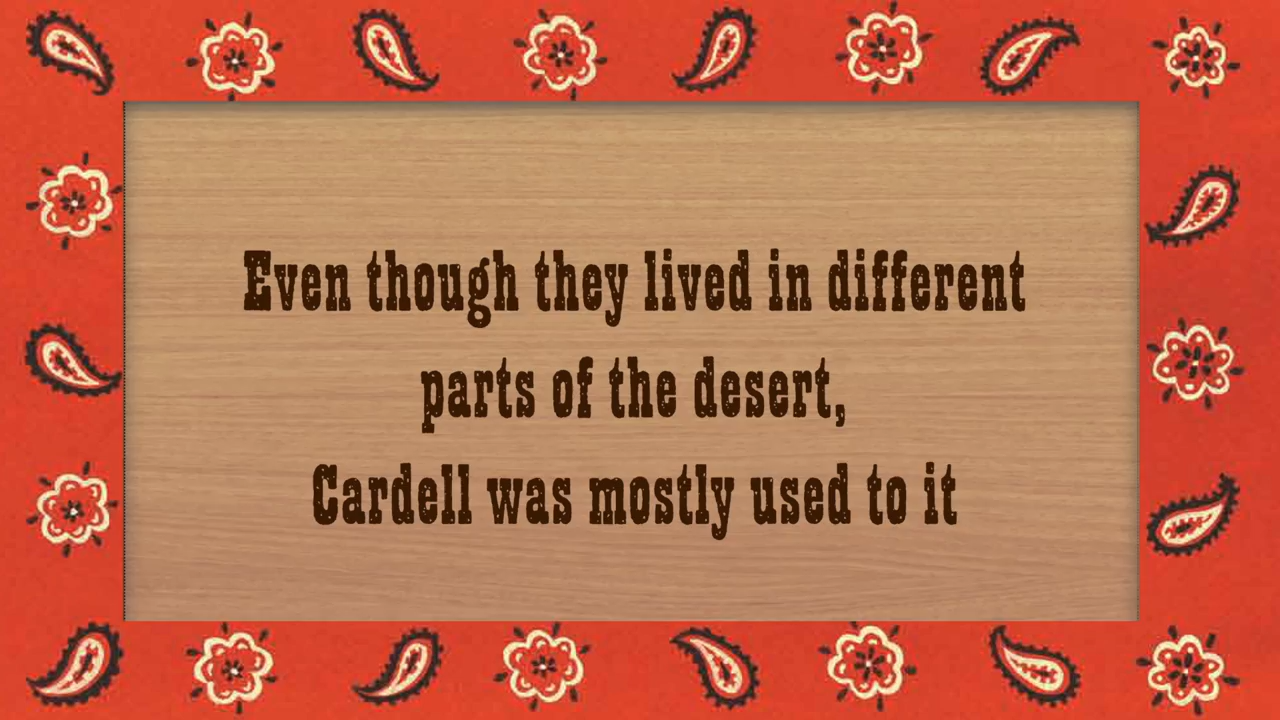 Even though they lived in different
parts of the desert,
Cardell was mostly used to it